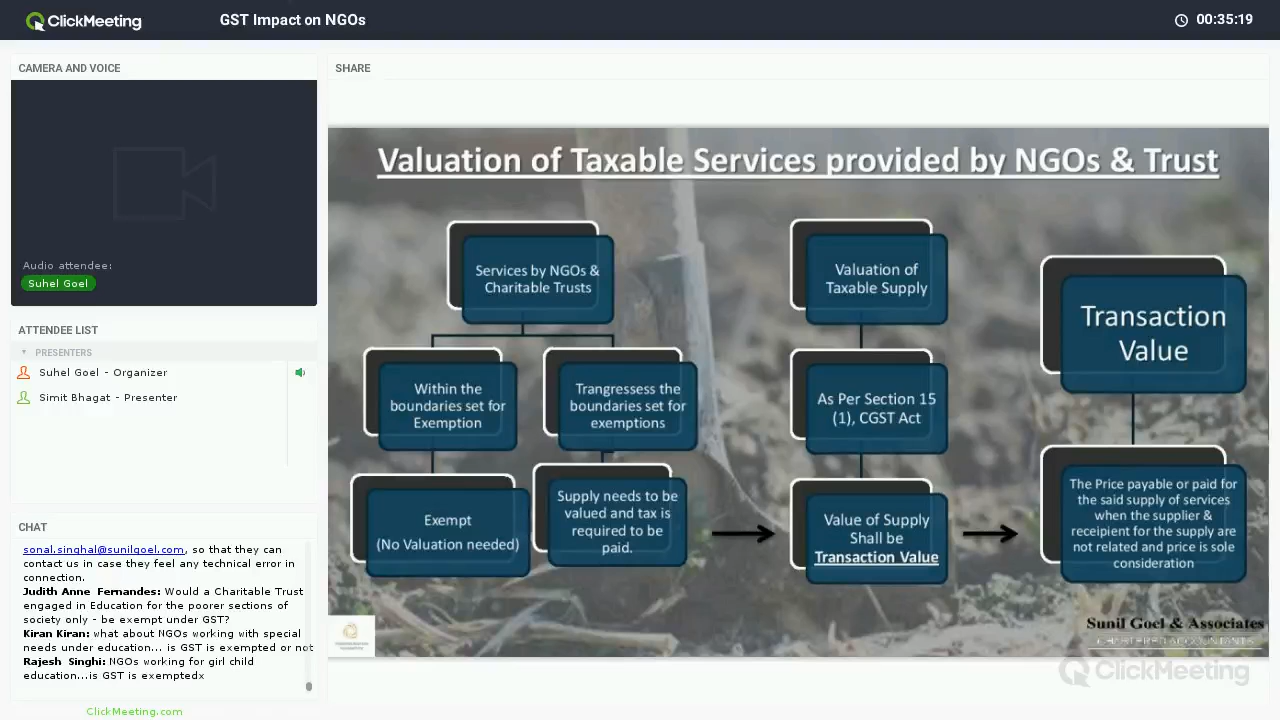 ClickMeeting
GST Impact on NGOs
00:35:19
CAMERA AND VOICE
Audio attendee:
Suhel Goel
ATTENDEE LIST
PRESENTERS
Suhel Goel - Organizer
Simit Bhagat - Presenter
CHAT
sonal.singhal@sunilgoel.com, so that they can
contact us in case they feel any technical error in
connection.
Judith Anne Fernandes: Would a Charitable Trust
engaged in Education for the poorer sections of
society only - be exempt under GST?
Kiran Kiran: what about NGOs working with special
needs under education... is GST is exempted or not
Rajesh Singhi: NGOs working for girl child
education...is GST is exemptedx
ClickMeeting.com
SHARE
Valuation of Taxable Services provided by NGOs & Trust
Services by NGOs &
Charitable Trusts
Within the
boundaries set for
Exemption
Exempt
(No Valuation needed)
Trangressess the
boundaries set for
exemptions
Supply needs to be
valued and tax is
required to be
paid.
Valuation of
Taxable Supply
As Per Section 15
(1), CGST Act
Value of Supply
Shall be
Transaction Value
Transaction
Value
The Price payable or paid for
the said supply of services
when the supplier &
receipient for the supply are
not related and price is sole
consideration
Sunil Goel & Associates
CHARTERED ACCOUNTANTS
ClickMeeting